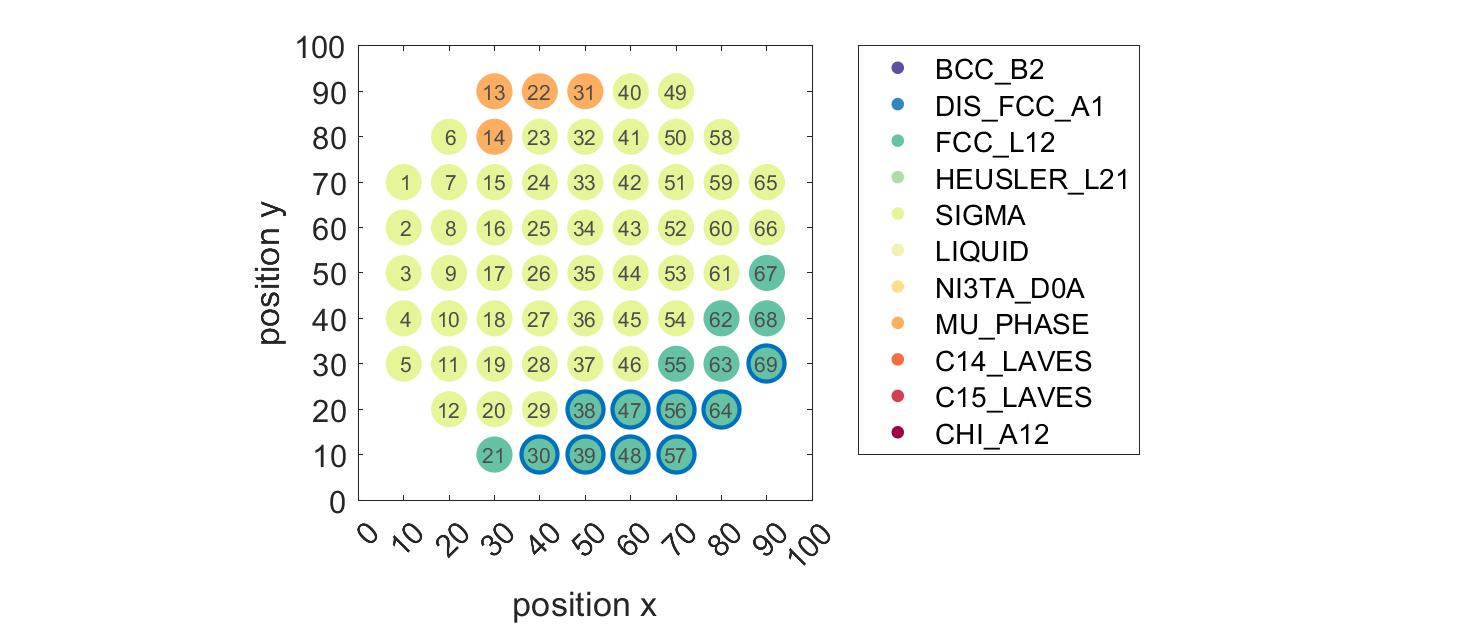 100
90
80
70
60
50
40
30
20
10
0
position y
13 22 31 40 49
6 14 23 32 41 50 58
1 7 15 24 33 42 51 59 65
2 8 16 25 34 43 52 60 66
3 9 17 26 35 44 53 61 67
4 10 18 27 36 45 54 62 68
5 11 19 28 37 46 55 63 69
12 20 29 38 47 56 64
21 30 39 48 57
0 10 20 30 40 50 60 70 80 90 100
position x
BCC_B2
DIS_FCC_A1
FCC_L12
HEUSLER_L21
SIGMA
LIQUID
NI3TA_D0A
MU_PHASE
C14_LAVES
C15_LAVES
CHI_A12